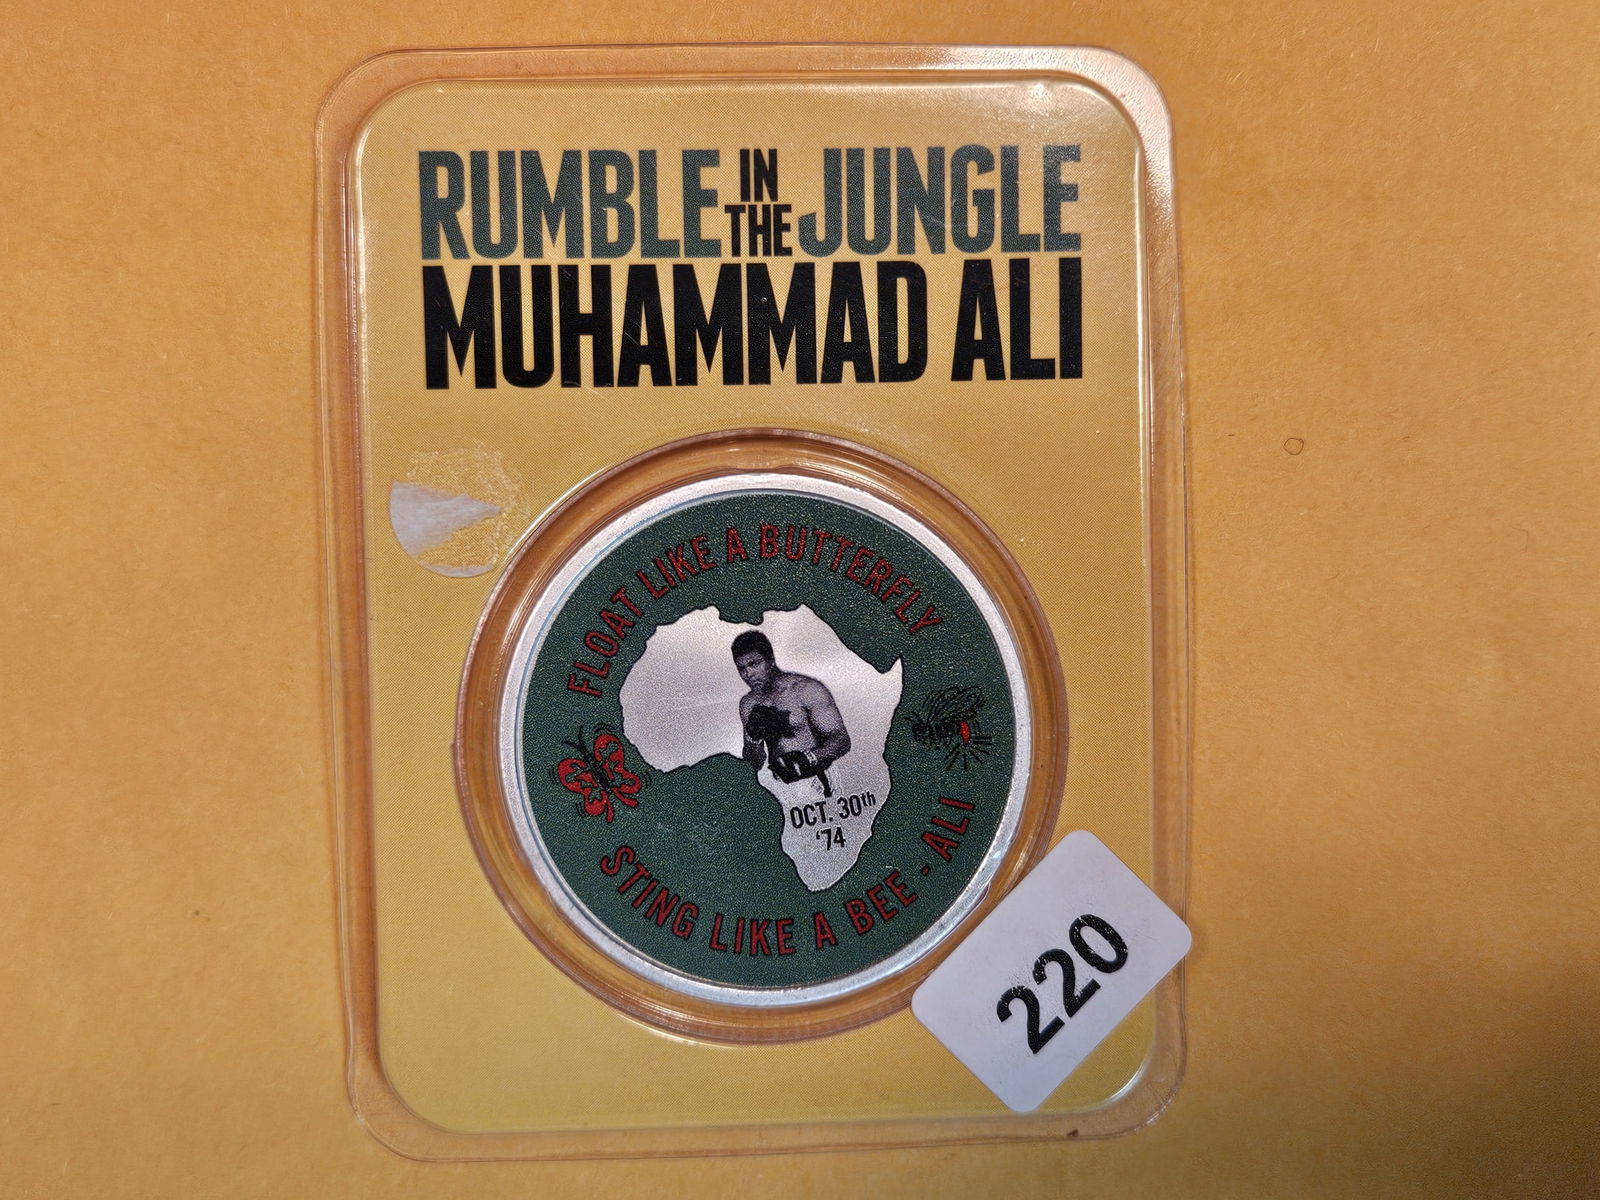 RUMBLE IN THE JUNGLE
MUHAMMAD ALI
FLOAT LIKE A BUTTERFLY
OCT. 30th
'74
STING LIKE A BEE - ALI
220